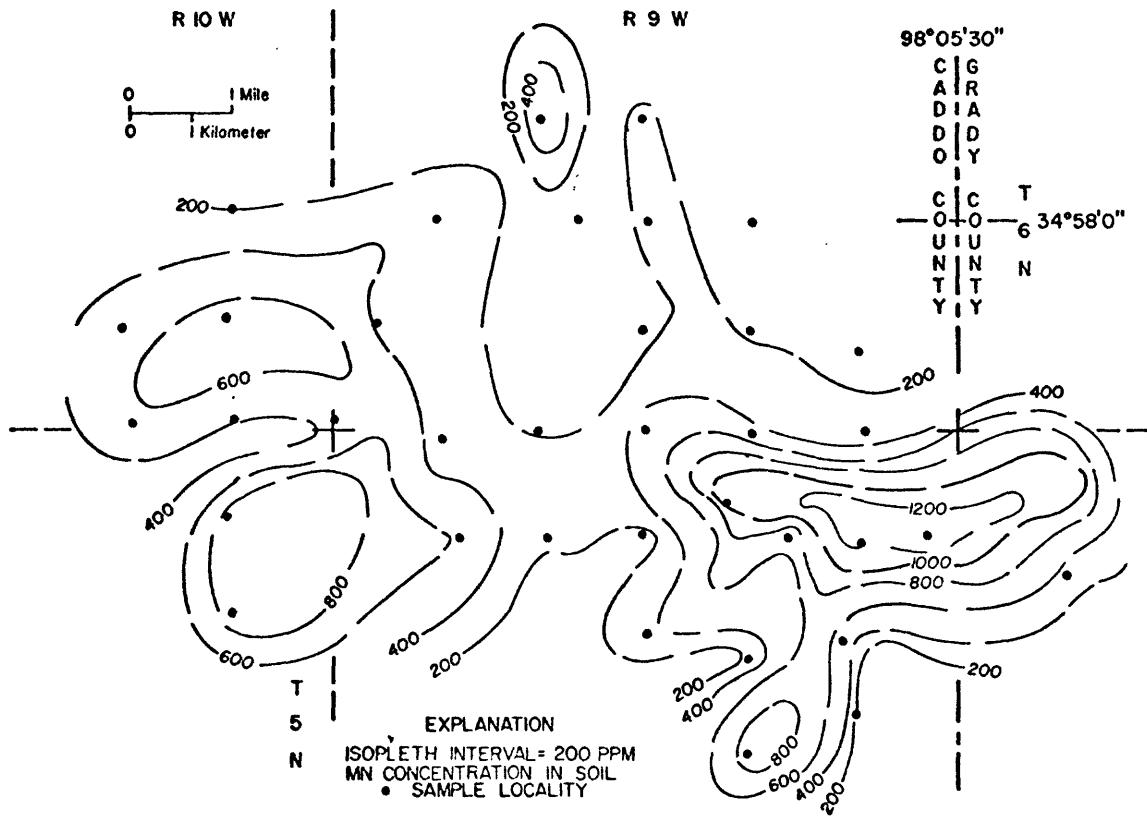 R 10 W
R 9 W
98°05'30"
CADDO COUNTY
GRADY COUNTY
0 1 Mile
0 1 Kilometer
T 6 N
34°58'0"
400
200
200
200
400
600
1200
1000
800
400
800
600
400
200
200
400
200
800
600
400
200
T 5 N
EXPLANATION
ISOPLETH INTERVAL= 200 PPM
MN CONCENTRATION IN SOIL
● SAMPLE LOCALITY